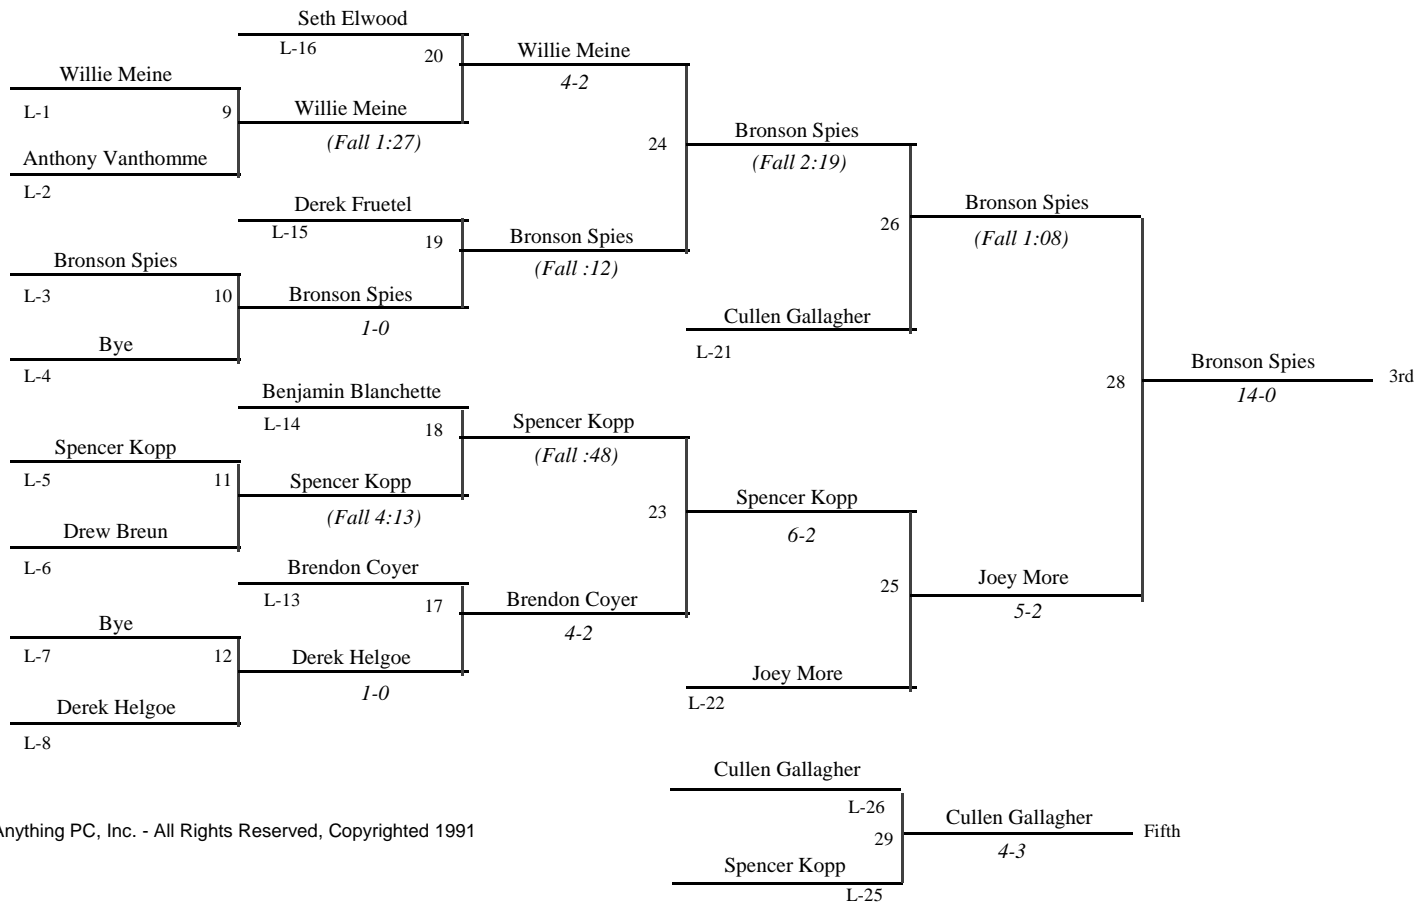 Seth Elwood
L-16
20
Willie Meine
4-2
Willie Meine
L-1
9
Willie Meine
(Fall 1:27)
Anthony Vanthomme
L-2
24
Bronson Spies
(Fall 2:19)
Derek Fruetel
L-15
19
Bronson Spies
(Fall :12)
26
Bronson Spies
(Fall 1:08)
Bronson Spies
L-3
10
Bronson Spies
1-0
Bye
L-4
Cullen Gallagher
L-21
28
Bronson Spies
14-0
3rd
Benjamin Blanchette
L-14
18
Spencer Kopp
(Fall :48)
Spencer Kopp
L-5
11
Spencer Kopp
(Fall 4:13)
Drew Breun
L-6
23
Spencer Kopp
6-2
Brendon Coyer
L-13
17
Brendon Coyer
4-2
25
Joey More
5-2
Bye
L-7
12
Derek Helgoe
1-0
Derek Helgoe
L-8
Joey More
L-22
Cullen Gallagher
L-26
29
Cullen Gallagher
4-3
Fifth
Spencer Kopp
L-25
Anything PC, Inc. - All Rights Reserved, Copyrighted 1991